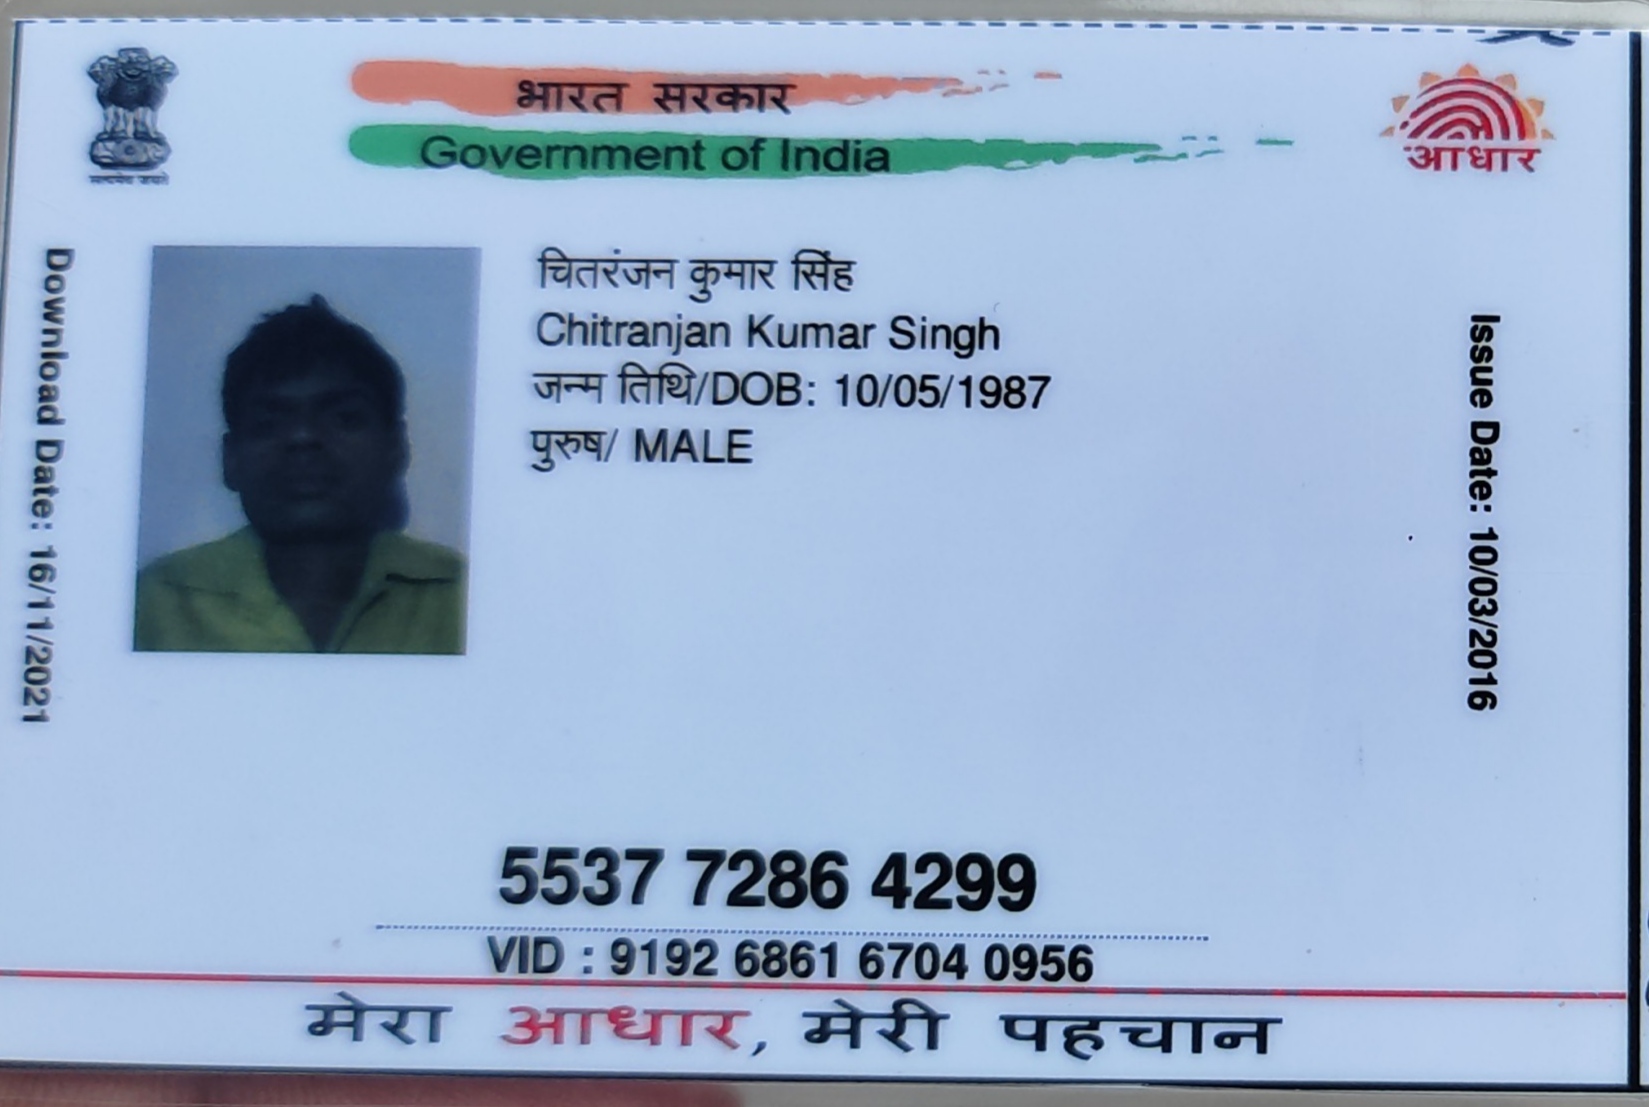 भारत सरकार
Government of India
आधार
सत्यमेव जयते
Download Date: 16/11/2021
चितरंजन कुमार सिंह
Chitranjan Kumar Singh
जन्म तिथि/DOB: 10/05/1987
पुरुष/ MALE
Issue Date: 10/03/2016
5537 7286 4299
VID : 9192 6861 6704 0956
मेरा आधार, मेरी पहचान